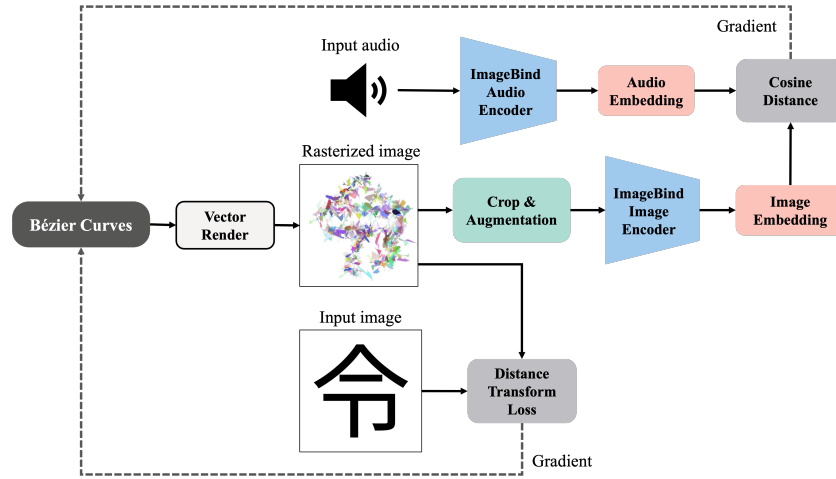 Gradient
Input audio
ImageBind
Audio
Encoder
Audio
Embedding
Cosine
Distance
Rasterized image
Bézier Curves
Vector
Render
Crop &
Augmentation
ImageBind
Image
Encoder
Image
Embedding
Input image
令
Distance
Transform
Loss
Gradient